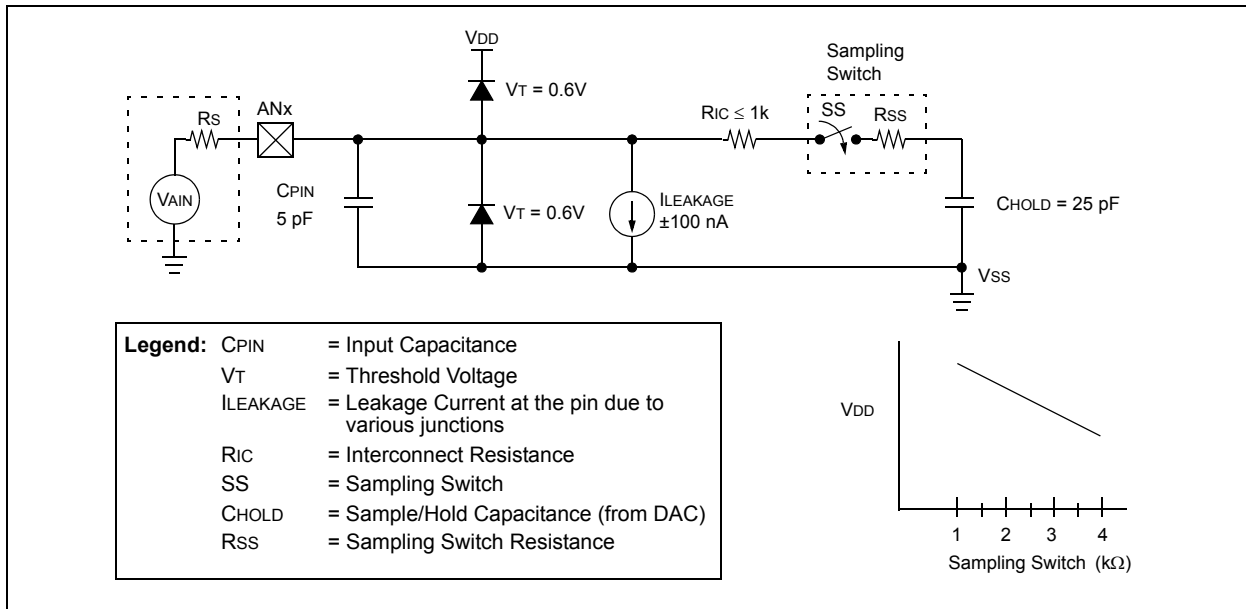 VDD
Sampling
Switch
VT = 0.6V
RS
ANx
RIC ≤ 1k
SS
RSS
VAIN
CPIN
5 pF
VT = 0.6V
ILEAKAGE
±100 nA
CHOLD = 25 pF
VSS
Legend: CPIN = Input Capacitance
VT = Threshold Voltage
ILEAKAGE = Leakage Current at the pin due to
various junctions
RIC = Interconnect Resistance
SS = Sampling Switch
CHOLD = Sample/Hold Capacitance (from DAC)
RSS = Sampling Switch Resistance
VDD
1 2 3 4
Sampling Switch (kΩ)